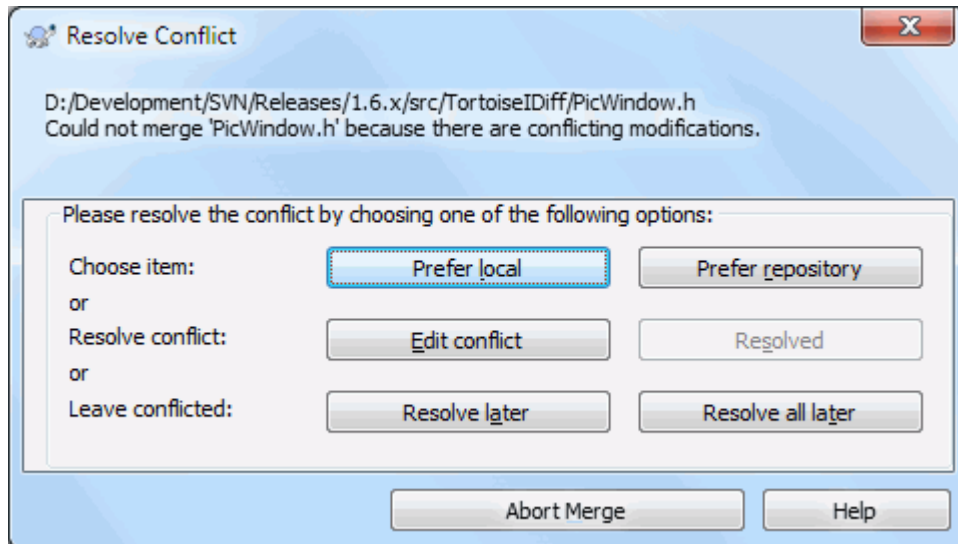 Resolve Conflict
D:/Development/SVN/Releases/1.6.x/src/TortoiseIDiff/PicWindow.h
Could not merge 'PicWindow.h' because there are conflicting modifications.
Please resolve the conflict by choosing one of the following options:
Choose item: Prefer local Prefer repository
or
Resolve conflict: Edit conflict Resolved
or
Leave conflicted: Resolve later Resolve all later
Abort Merge Help